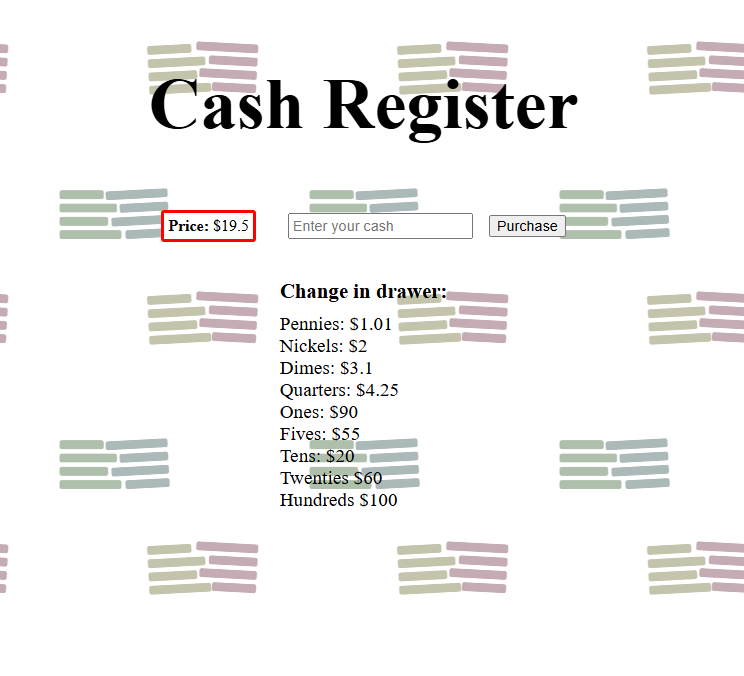 Cash Register
Price: $19.5 Enter your cash Purchase
Change in drawer:
Pennies: $1.01
Nickels: $2
Dimes: $3.1
Quarters: $4.25
Ones: $90
Fives: $55
Tens: $20
Twenties $60
Hundreds $100